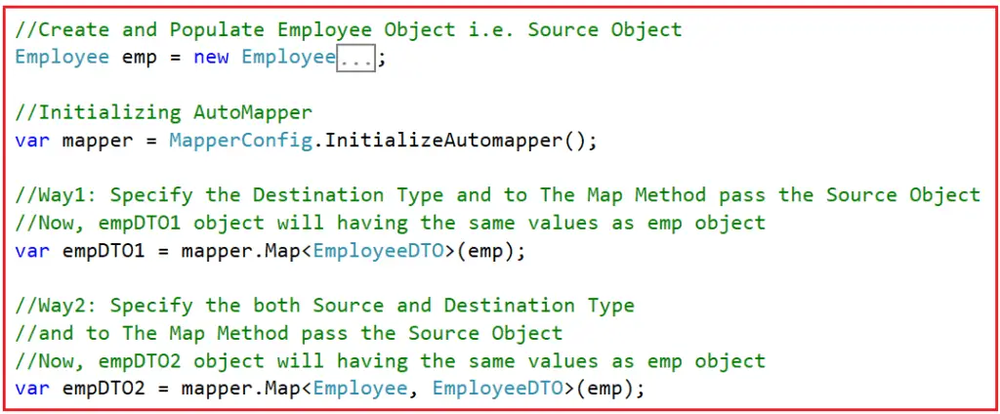 //Create and Populate Employee Object i.e. Source Object
Employee emp = new Employee...;
//Initializing AutoMapper
var mapper = MapperConfig.InitializeAutomapper();
//Way1: Specify the Destination Type and to The Map Method pass the Source Object
//Now, empDTO1 object will having the same values as emp object
var empDTO1 = mapper.Map<EmployeeDTO>(emp);
//Way2: Specify the both Source and Destination Type
//and to The Map Method pass the Source Object
//Now, empDTO2 object will having the same values as emp object
var empDTO2 = mapper.Map<Employee, EmployeeDTO>(emp);